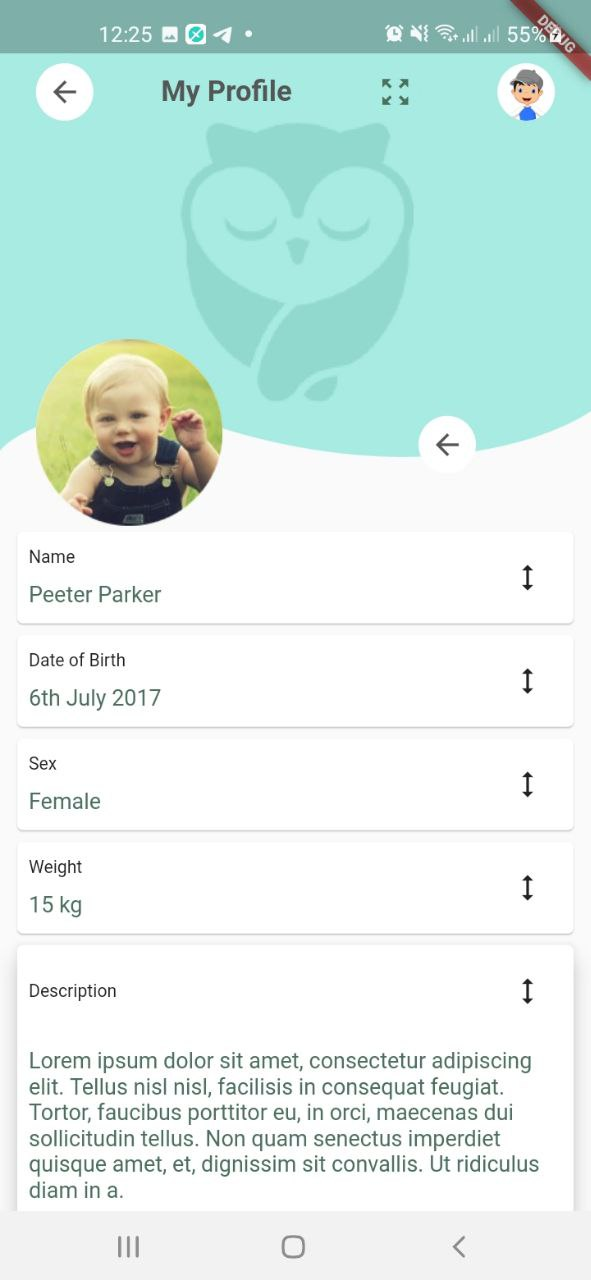 12:25
55%
DEBUG
My Profile
Name
Peeter Parker
Date of Birth
6th July 2017
Sex
Female
Weight
15 kg
Description
Lorem ipsum dolor sit amet, consectetur adipiscing
elit. Tellus nisl nisl, facilisis in consequat feugiat.
Tortor, faucibus porttitor eu, in orci, maecenas dui
sollicitudin tellus. Non quam senectus imperdiet
quisque amet, et, dignissim sit convallis. Ut ridiculus
diam in a.